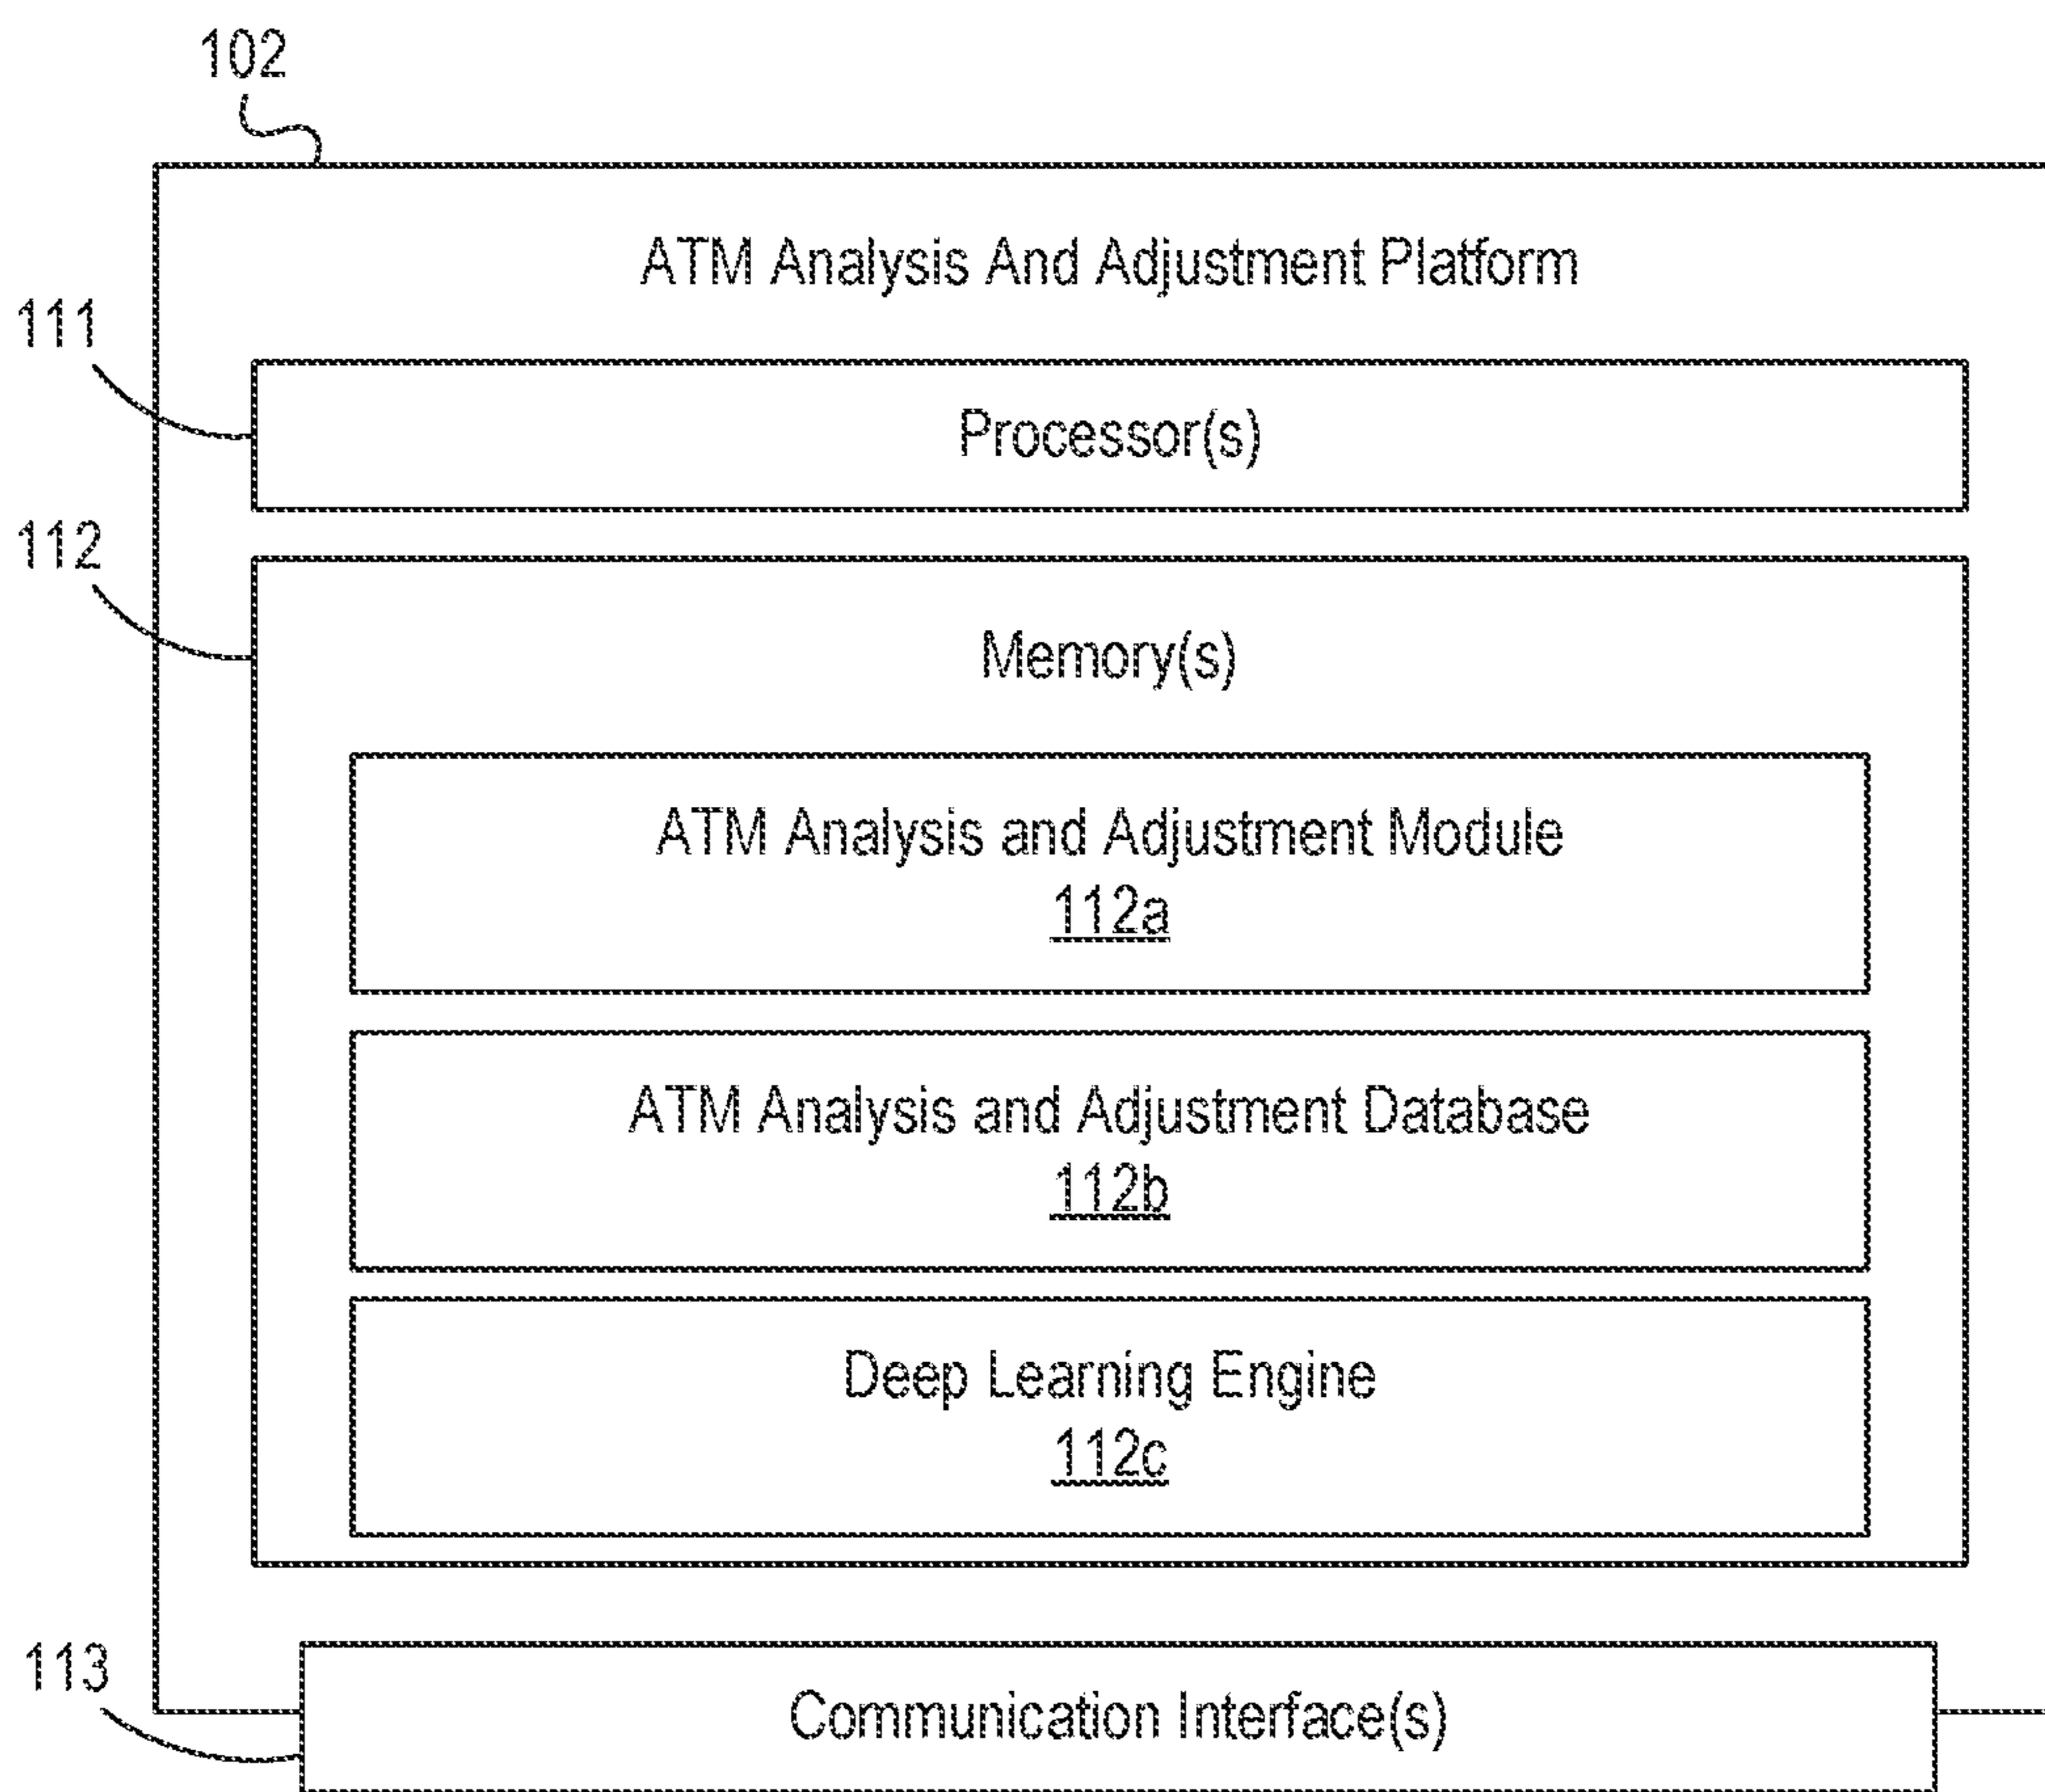 102
ATM Analysis And Adjustment Platform
111
Processor(s)
112
Memory(s)
ATM Analysis and Adjustment Module
112a
ATM Analysis and Adjustment Database
112b
Deep Learning Engine
112c
113
Communication Interface(s)